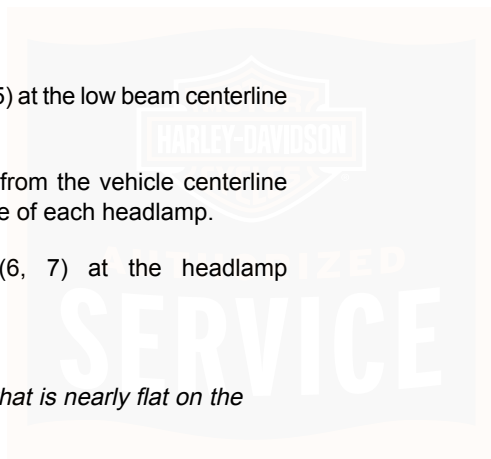 5) at the low beam centerline
from the vehicle centerline
e of each headlamp.
(6, 7) at the headlamp
hat is nearly flat on the
HARLEY-DAVIDSON
AUTHORIZED
SERVICE